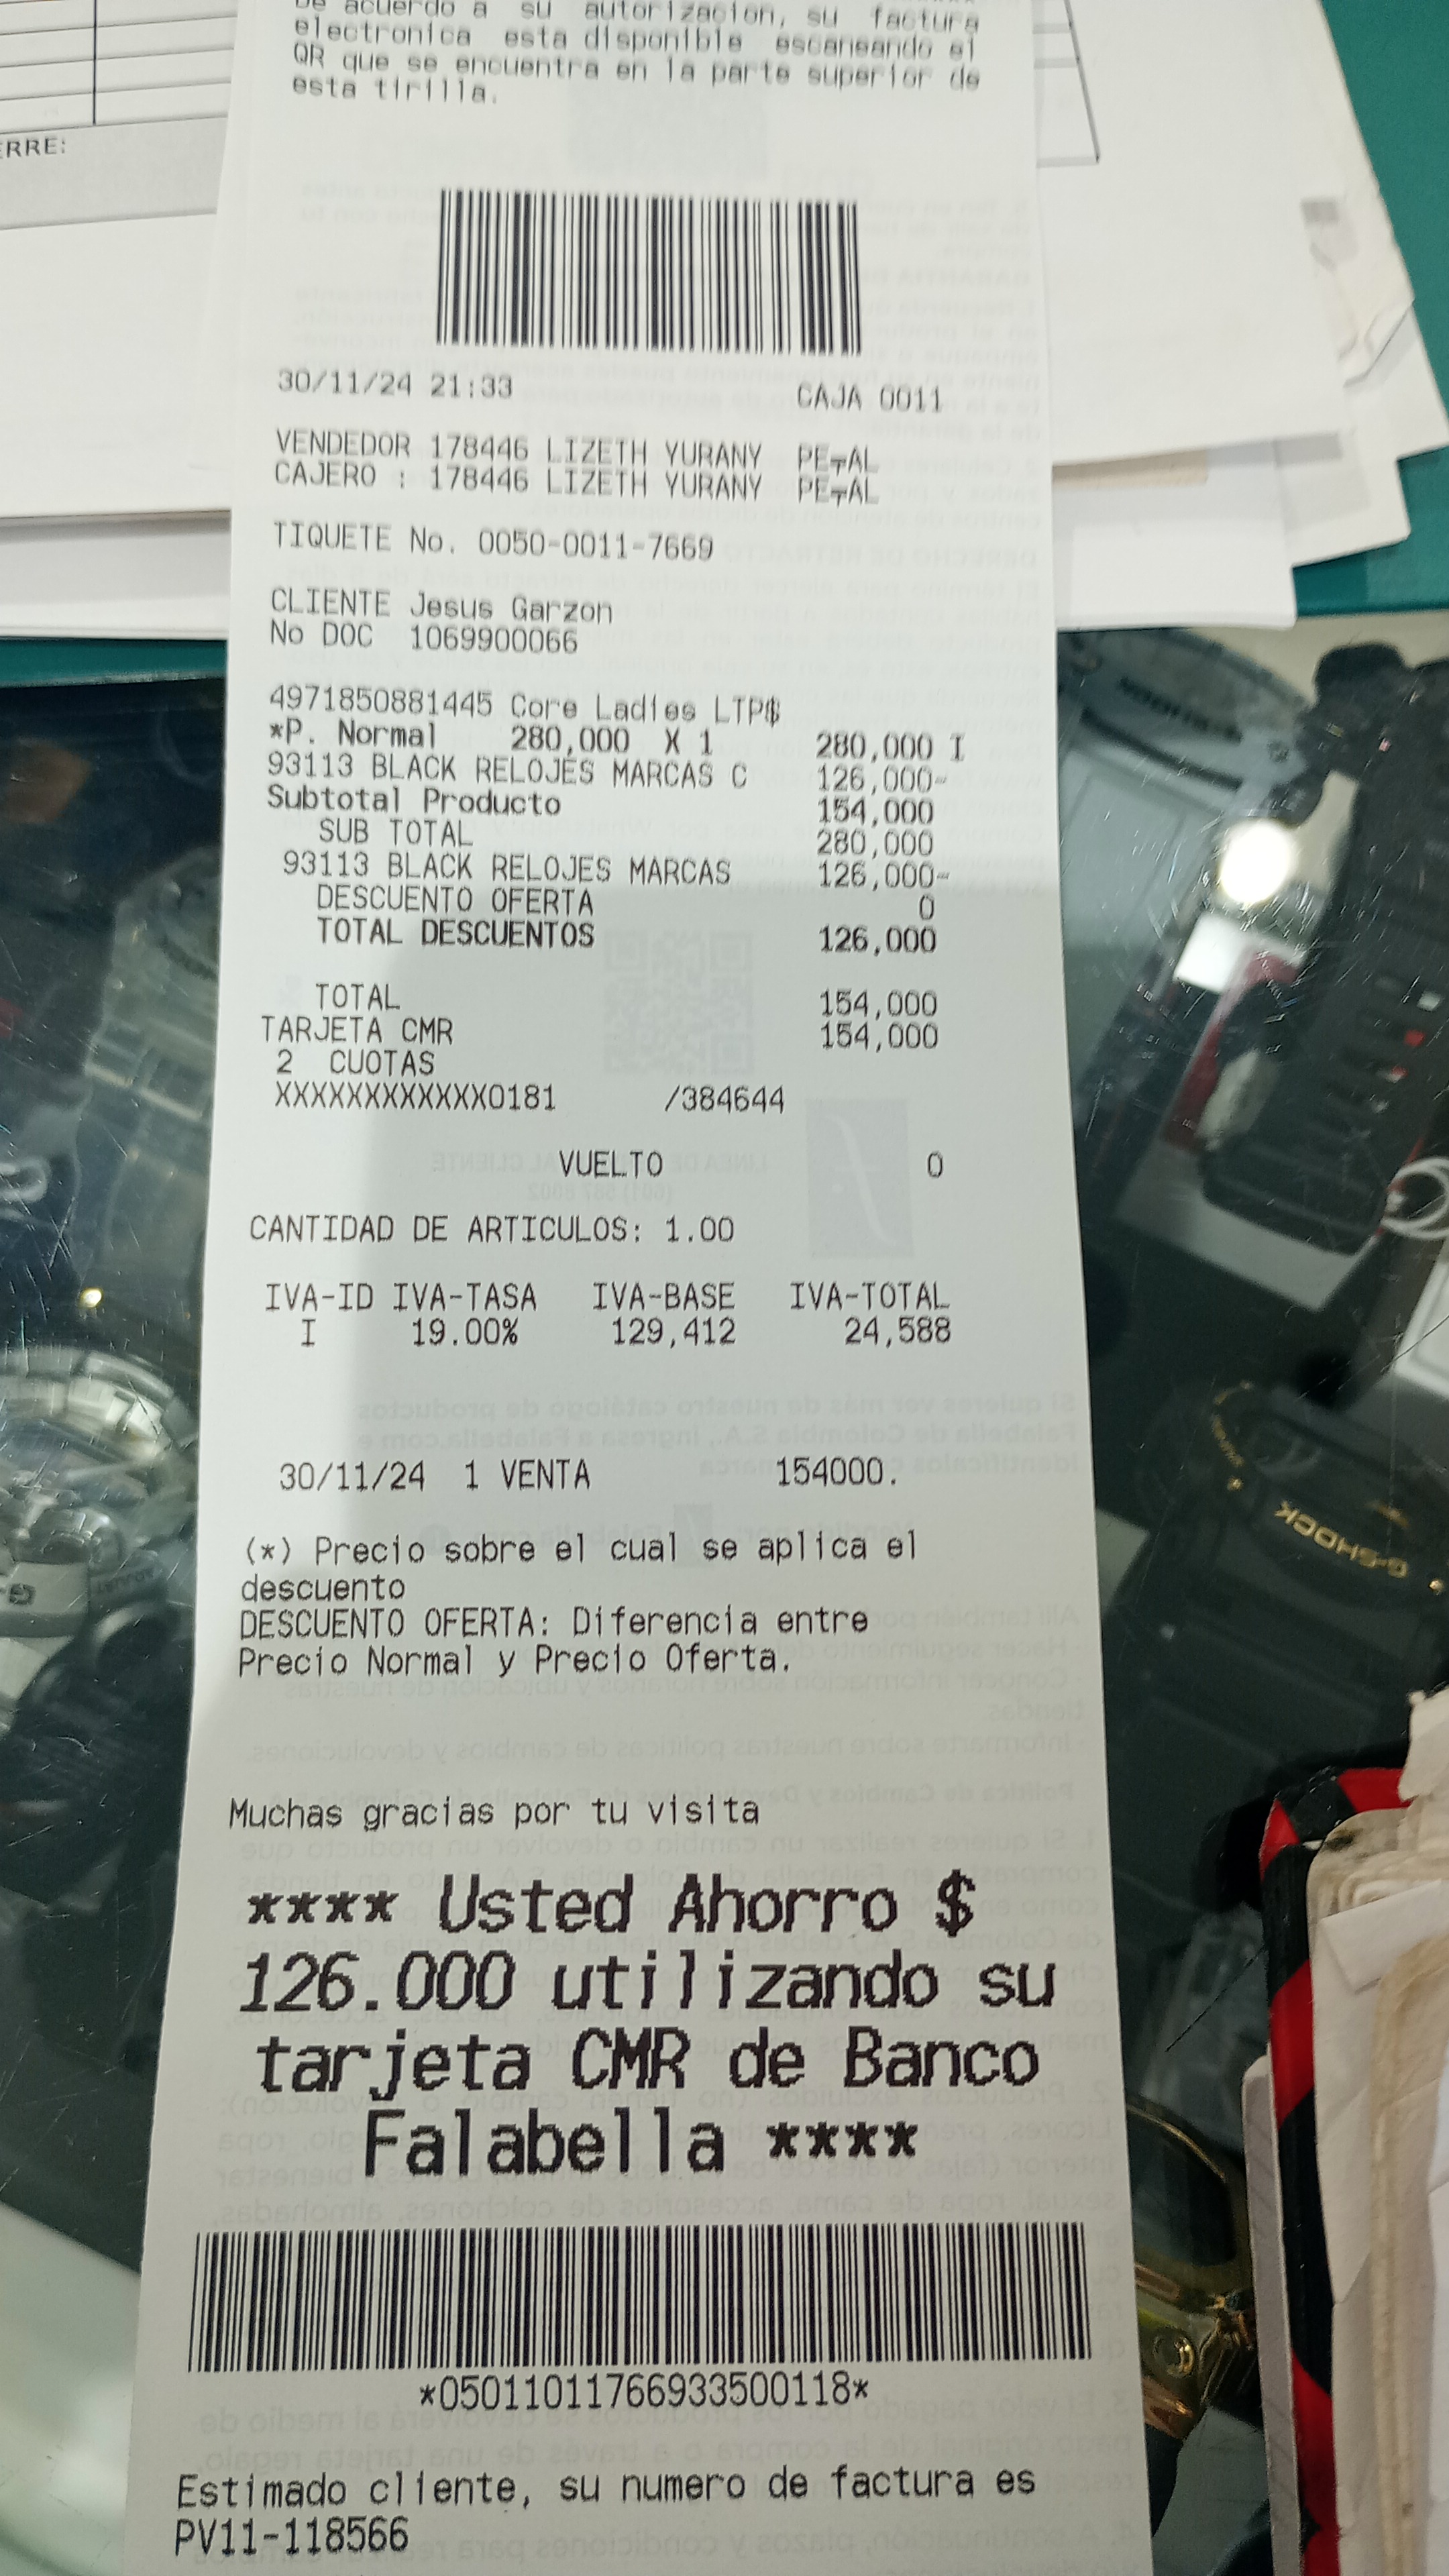 De acuerdo a su autorizacion, su factura
electronica esta disponible escaneando el
QR que se encuentra en la parte superior de
esta tirilla.
ERRE:
30/11/24 21:33 CAJA 0011
VENDEDOR 178446 LIZETH YURANY PE┬AL
CAJERO : 178446 LIZETH YURANY PE┬AL
TIQUETE No. 0050-0011-7669
CLIENTE Jesus Garzon
No DOC 1069900066
4971850881445 Core Ladies LTP$
*P. Normal 280,000 X 1 280,000 I
93113 BLACK RELOJES MARCAS C 126,000-
Subtotal Producto 154,000
SUB TOTAL 280,000
93113 BLACK RELOJES MARCAS 126,000-
DESCUENTO OFERTA 0
TOTAL DESCUENTOS 126,000
TOTAL 154,000
TARJETA CMR 154,000
2 CUOTAS
XXXXXXXXXXXX0181 /384644
VUELTO 0
CANTIDAD DE ARTICULOS: 1.00
IVA-ID IVA-TASA IVA-BASE IVA-TOTAL
I 19.00% 129,412 24,588
30/11/24 1 VENTA 154000.
(*) Precio sobre el cual se aplica el
descuento
DESCUENTO OFERTA: Diferencia entre
Precio Normal y Precio Oferta.
Muchas gracias por tu visita
**** Usted Ahorro $
126.000 utilizando su
tarjeta CMR de Banco
Falabella ****
*05011011766933500118*
Estimado cliente, su numero de factura es
PV11-118566
G-SHOCK